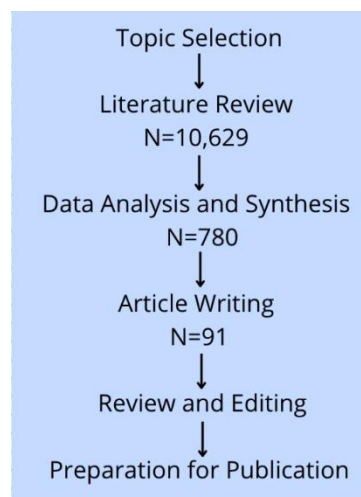 Topic Selection
Literature Review
N=10,629
Data Analysis and Synthesis
N=780
Article Writing
N=91
Review and Editing
Preparation for Publication